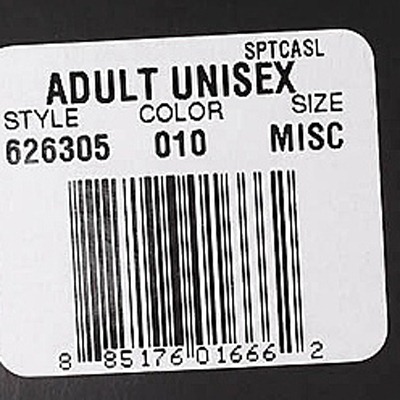 SPTCASL
ADULT UNISEX
STYLE COLOR SIZE
626305 010 MISC
8 85176 01666 2